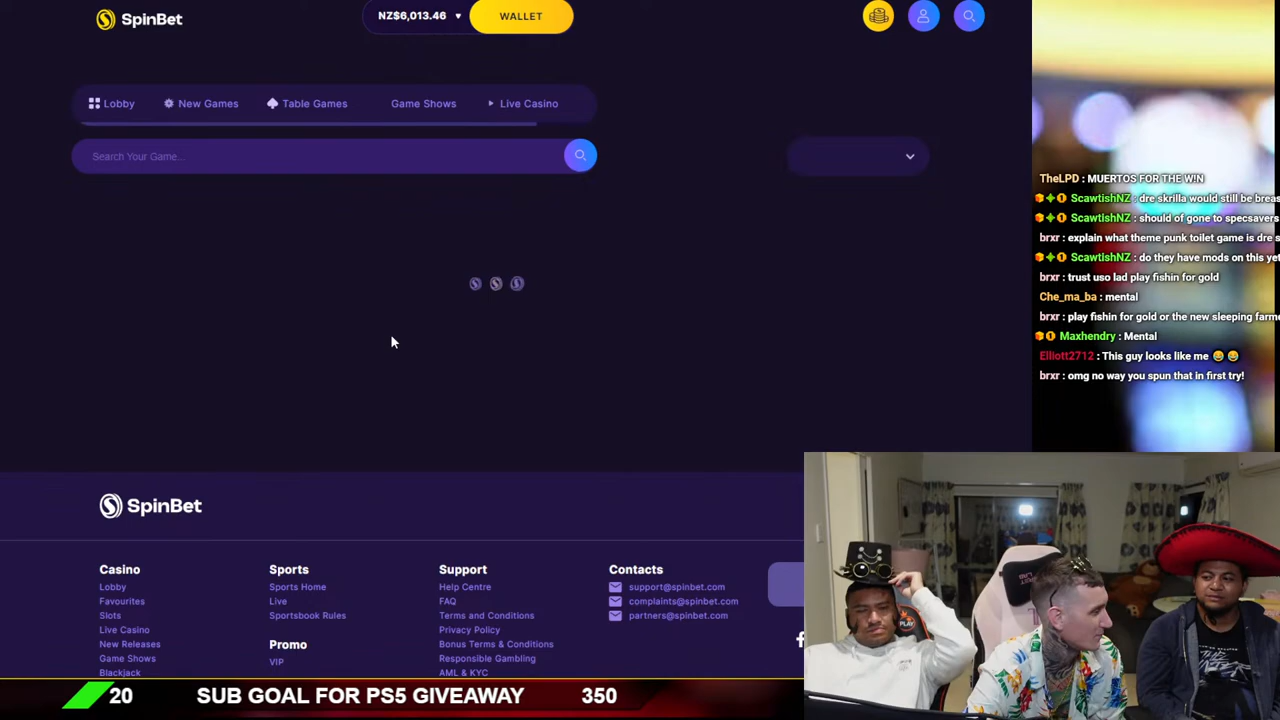 SpinBet
NZ$6,013.46 ▼
WALLET
Lobby
New Games
Table Games
Game Shows
Live Casino
Search Your Game...
TheLPD : MUERTOS FOR THE W!N
ScawtishNZ : dre skrilla would still be
ScawtishNZ : should of gone to specsavers
brxr : explain what theme punk toilet game is dre
ScawtishNZ : do they have mods on this yet
brxr : trust uso lad play fishin for gold
Che_ma_ba : mental
brxr : play fishin for gold or the new sleeping
Maxhendry : Mental
Elliott2712 : This guy looks like me 😂 😂
brxr : omg no way you spun that in first try!
SpinBet
Casino
Lobby
Favourites
Slots
Live Casino
New Releases
Game Shows
Blackjack
Sports
Sports Home
Live
Sportsbook Rules
Promo
VIP
Support
Help Centre
FAQ
Terms and Conditions
Privacy Policy
Bonus Terms & Conditions
Responsible Gambling
AML & KYC
Contacts
support@spinbet.com
complaints@spinbet.com
partners@spinbet.com
PLAY
20 SUB GOAL FOR PS5 GIVEAWAY 350